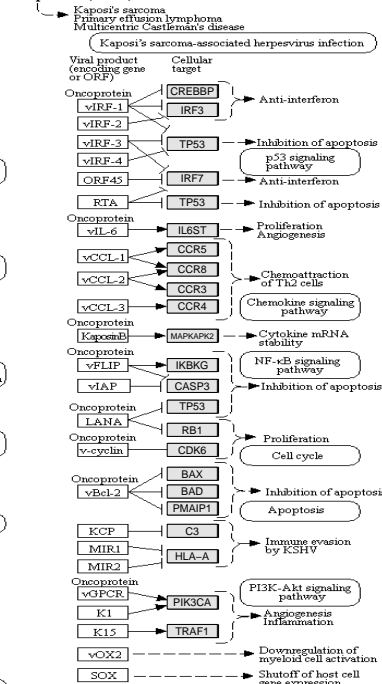 Kaposi's sarcoma
Primary effusion lymphoma
Multicentric Castleman's disease
Kaposi's sarcoma-associated herpesvirus infection
Viral product
(encoding gene
or ORF)
Cellular
target
Oncoprotein
vIRF-1
CREBBP
IRF3
Anti-interferon
vIRF-2
vIRF-3
TP53
Inhibition of apoptosis
vIRF-4
p53 signaling
pathway
ORF45
IRF7
Anti-interferon
RTA
TP53
Inhibition of apoptosis
Oncoprotein
vIL-6
IL6ST
Proliferation
Angiogenesis
CCR5
vCCL-1
CCR8
vCCL-2
CCR3
Chemoattraction
of Th2 cells
vCCL-3
CCR4
Chemokine signaling
pathway
Oncoprotein
KaposinB
MAPKAPK2
Cytokine mRNA
stability
Oncoprotein
vFLIP
IKBKG
NF-κB signaling
pathway
vIAP
CASP3
Inhibition of apoptosis
Oncoprotein
TP53
LANA
RB1
Oncoprotein
Proliferation
v-cyclin
CDK6
Cell cycle
BAX
Oncoprotein
vBcl-2
BAD
Inhibition of apoptosis
PMAIP1
Apoptosis
KCP
C3
MIR1
Immune evasion
by KSHV
HLA-A
MIR2
Oncoprotein
vGPCR
PIK3CA
PI3K-Akt signaling
pathway
K1
Angiogenesis
Inflammation
K15
TRAF1
vOX2
Downregulation of
myeloid cell activation
SOX
Shutoff of host cell
gene expression